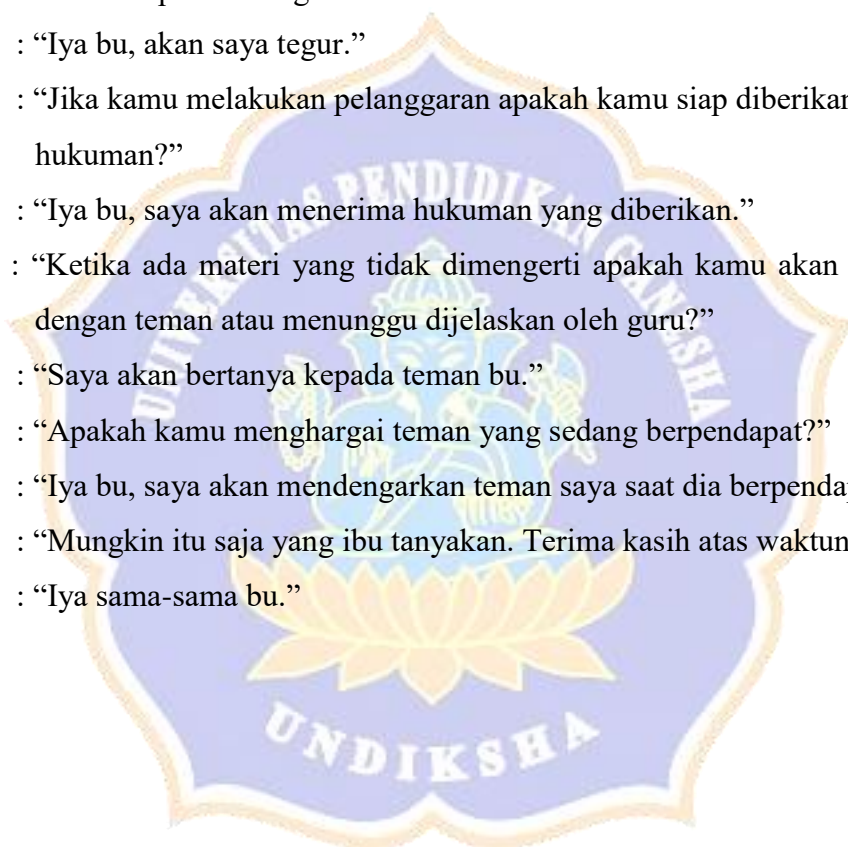 : “Iya bu, akan saya tegur.”
: “Jika kamu melakukan pelanggaran apakah kamu siap diberikan
hukuman?”
: “Iya bu, saya akan menerima hukuman yang diberikan.”
: “Ketika ada materi yang tidak dimengerti apakah kamu akan
dengan teman atau menunggu dijelaskan oleh guru?”
: “Saya akan bertanya kepada teman bu.”
: “Apakah kamu menghargai teman yang sedang berpendapat?”
: “Iya bu, saya akan mendengarkan teman saya saat dia
: “Mungkin itu saja yang ibu tanyakan. Terima kasih atas
: “Iya sama-sama bu.”
UNIVERSITAS PENDIDIKAN GANESHA
UNDIKSHA